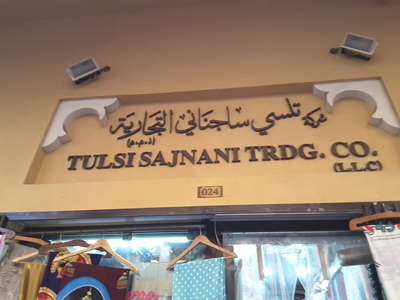 شركة تلسي ساجناني التجارية
(ذ.م.م)
TULSI SAJNANI TRDG. CO.
(L.L.C)
024